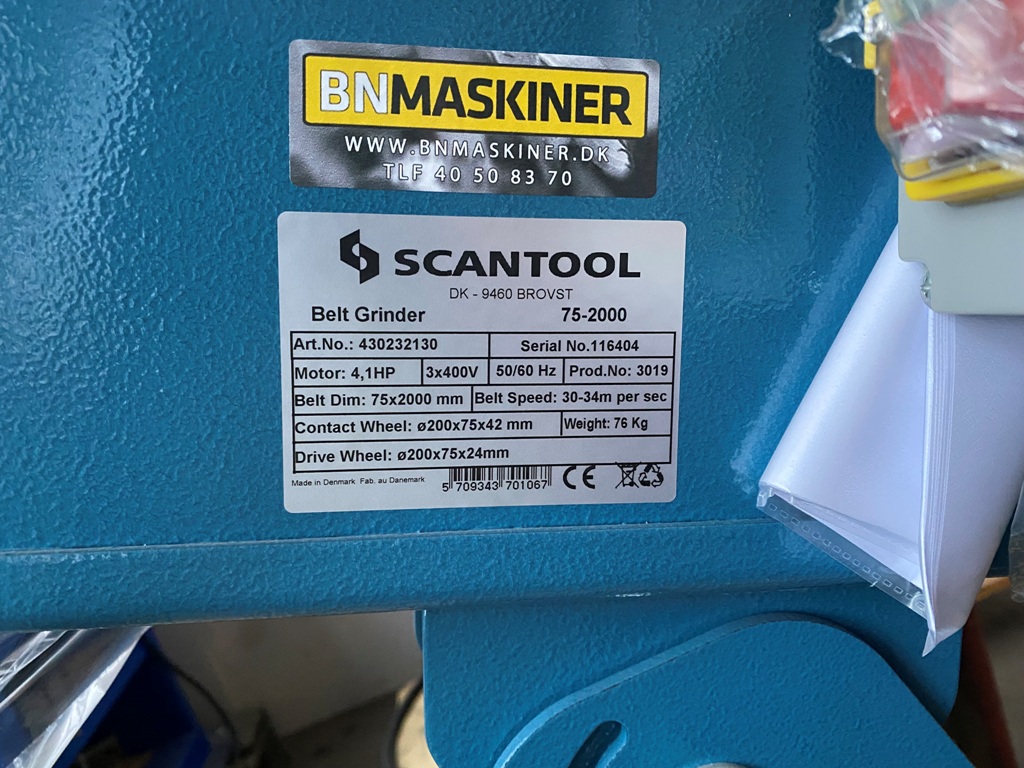 BNMASKINER
WWW.BNMASKINER.DK
TLF 40 50 83 70
SCANTOOL
DK - 9460 BROVST
Belt Grinder 75-2000
Art.No.: 430232130 Serial No.116404
Motor: 4,1HP 3x400V 50/60 Hz Prod.No: 3019
Belt Dim: 75x2000 mm Belt Speed: 30-34m per sec
Contact Wheel: ø200x75x42 mm Weight: 76 Kg
Drive Wheel: ø200x75x24mm
Made in Denmark Fab. au Danemark 5 709343 701067 CE